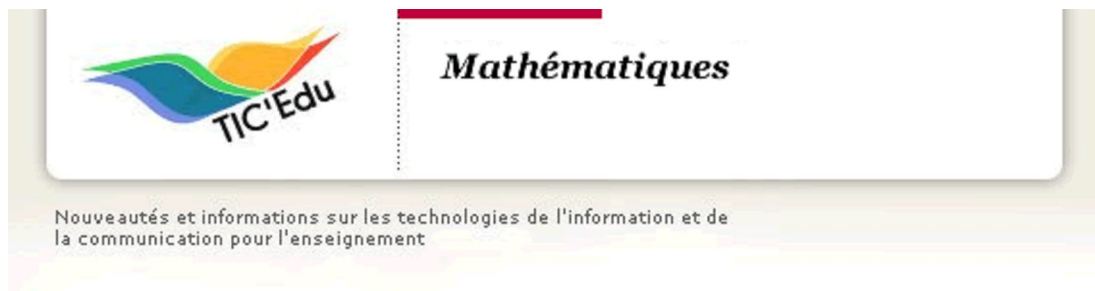 TIC'Edu
Mathématiques
Nouveautés et informations sur les technologies de l'information et de
la communication pour l'enseignement